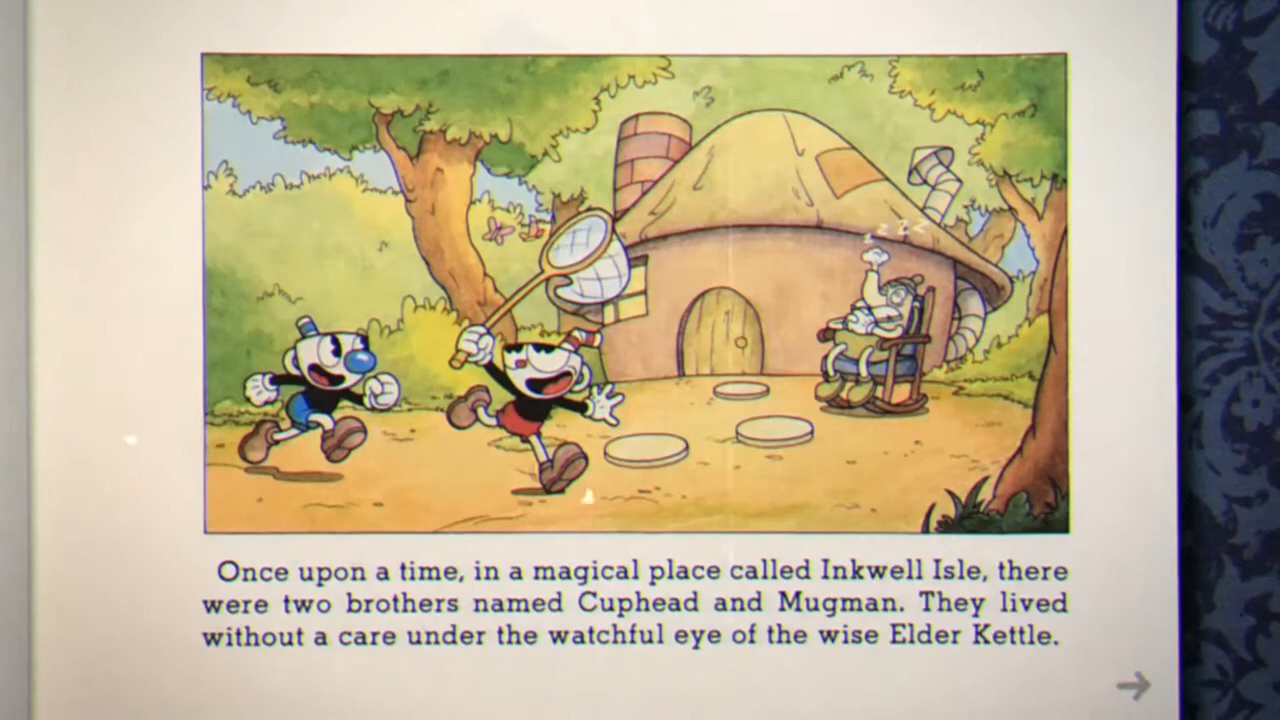 z z Z Z
Once upon a time, in a magical place called Inkwell Isle, there
were two brothers named Cuphead and Mugman. They lived
without a care under the watchful eye of the wise Elder Kettle.